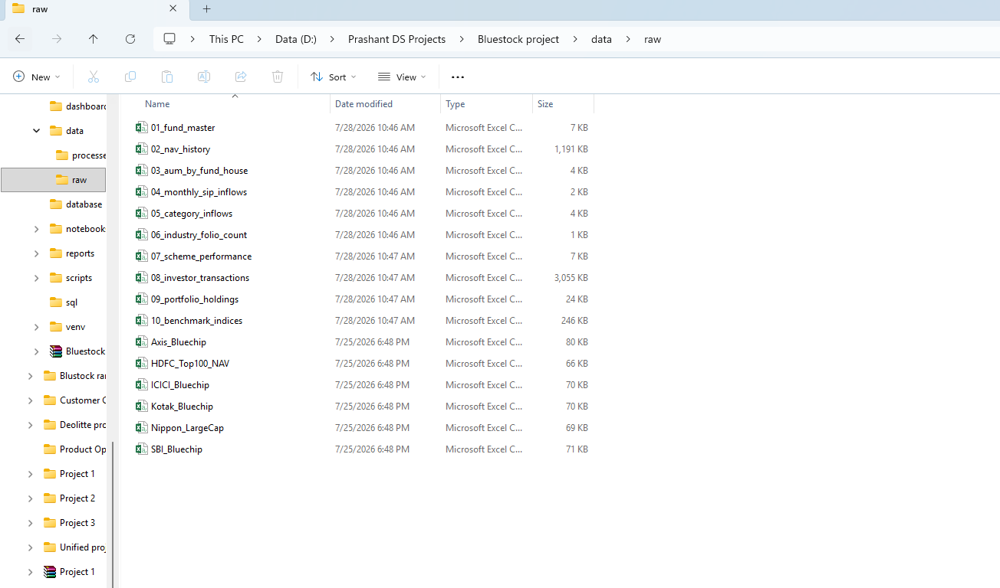 raw
This PC > Data (D:) > Prashant DS Projects > Bluestock project > data > raw
New Sort View
Name Date modified Type Size
dashboard
data
processe
raw
database
notebook
reports
scripts
sql
venv
Bluestock
Blustock rar
Customer C
Deolitte pro
Product Op
Project 1
Project 2
Project 3
Unified proj
Project 1
01_fund_master 7/28/2026 10:46 AM Microsoft Excel C... 7 KB
02_nav_history 7/28/2026 10:46 AM Microsoft Excel C... 1,191 KB
03_aum_by_fund_house 7/28/2026 10:46 AM Microsoft Excel C... 4 KB
04_monthly_sip_inflows 7/28/2026 10:46 AM Microsoft Excel C... 2 KB
05_category_inflows 7/28/2026 10:46 AM Microsoft Excel C... 4 KB
06_industry_folio_count 7/28/2026 10:46 AM Microsoft Excel C... 1 KB
07_scheme_performance 7/28/2026 10:47 AM Microsoft Excel C... 7 KB
08_investor_transactions 7/28/2026 10:47 AM Microsoft Excel C... 3,055 KB
09_portfolio_holdings 7/28/2026 10:47 AM Microsoft Excel C... 24 KB
10_benchmark_indices 7/28/2026 10:47 AM Microsoft Excel C... 246 KB
Axis_Bluechip 7/25/2026 6:48 PM Microsoft Excel C... 80 KB
HDFC_Top100_NAV 7/25/2026 6:48 PM Microsoft Excel C... 66 KB
ICICI_Bluechip 7/25/2026 6:48 PM Microsoft Excel C... 70 KB
Kotak_Bluechip 7/25/2026 6:48 PM Microsoft Excel C... 70 KB
Nippon_LargeCap 7/25/2026 6:48 PM Microsoft Excel C... 69 KB
SBI_Bluechip 7/25/2026 6:48 PM Microsoft Excel C... 71 KB